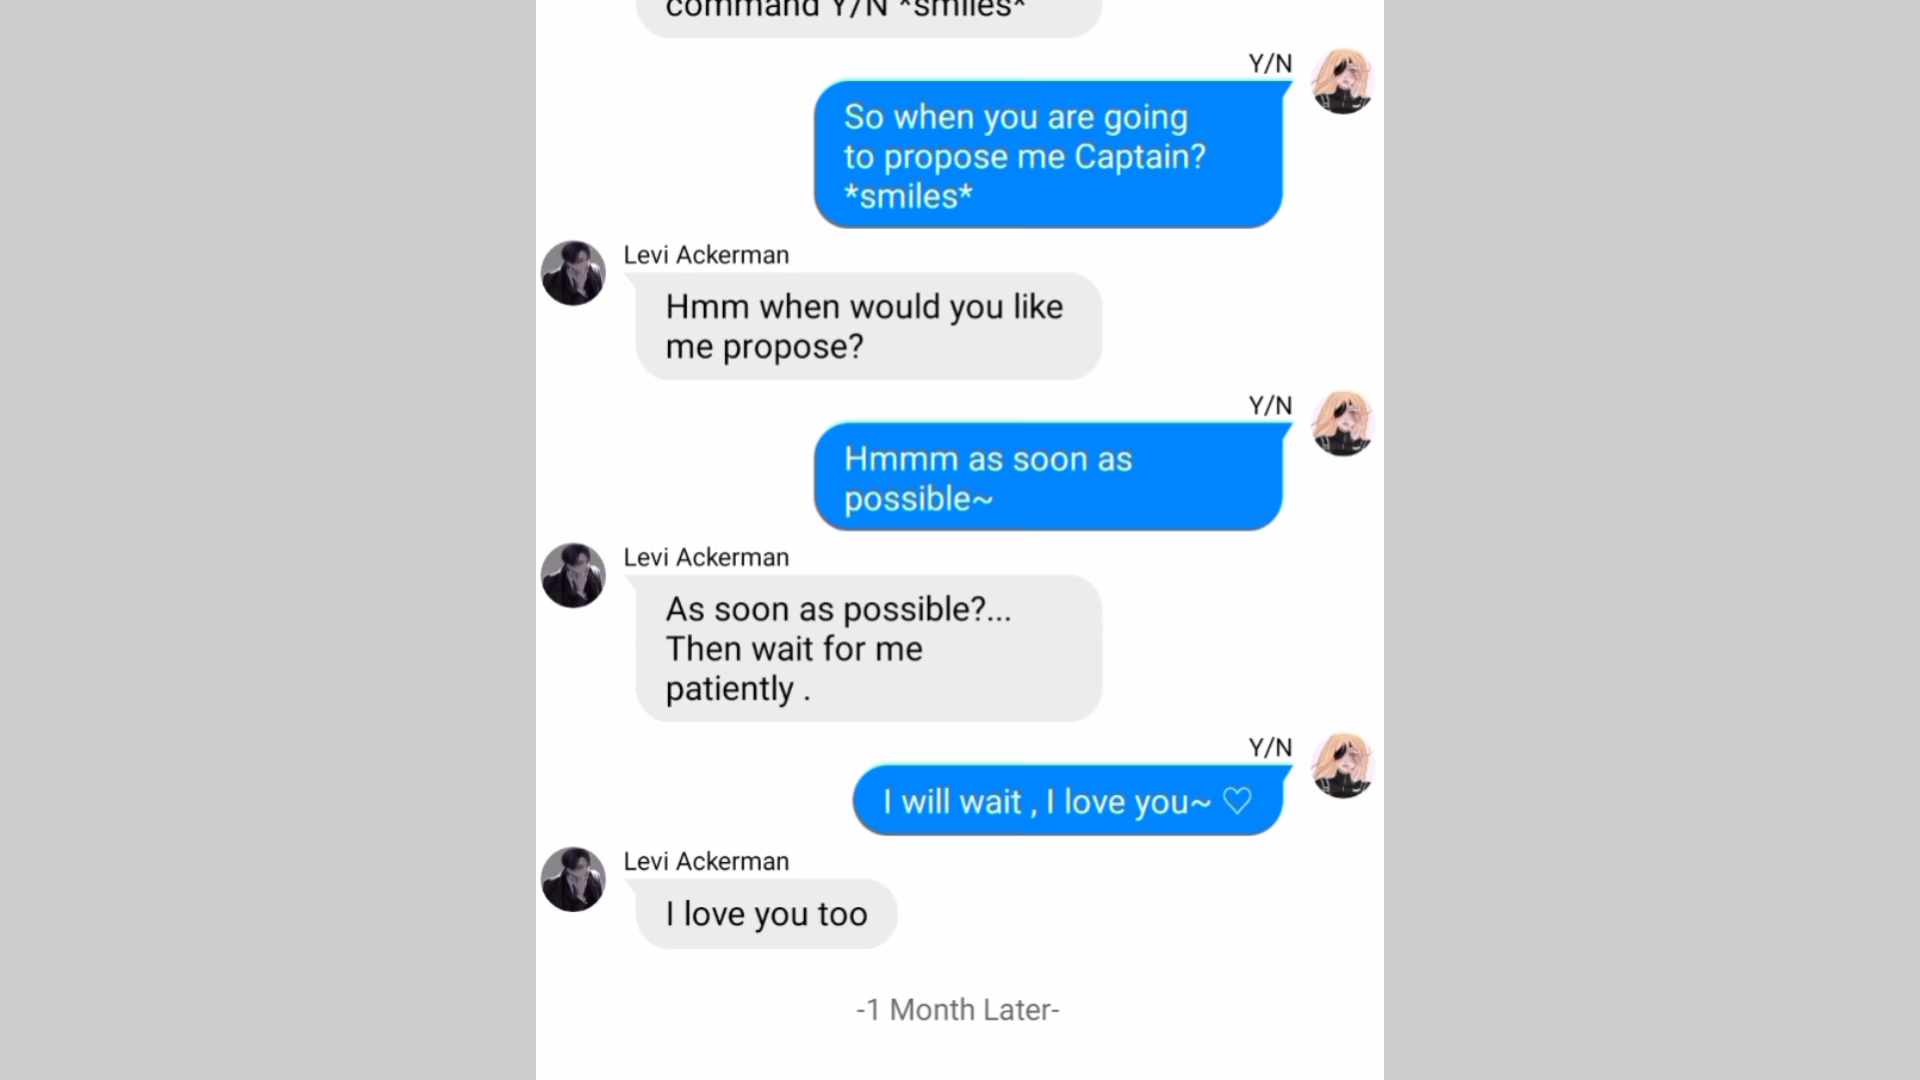 command Y/N *smiles*
Y/N
So when you are going
to propose me Captain?
*smiles*
Levi Ackerman
Hmm when would you like
me propose?
Y/N
Hmmm as soon as
possible~
Levi Ackerman
As soon as possible?...
Then wait for me
patiently .
Y/N
I will wait , I love you~ ♡
Levi Ackerman
I love you too
-1 Month Later-